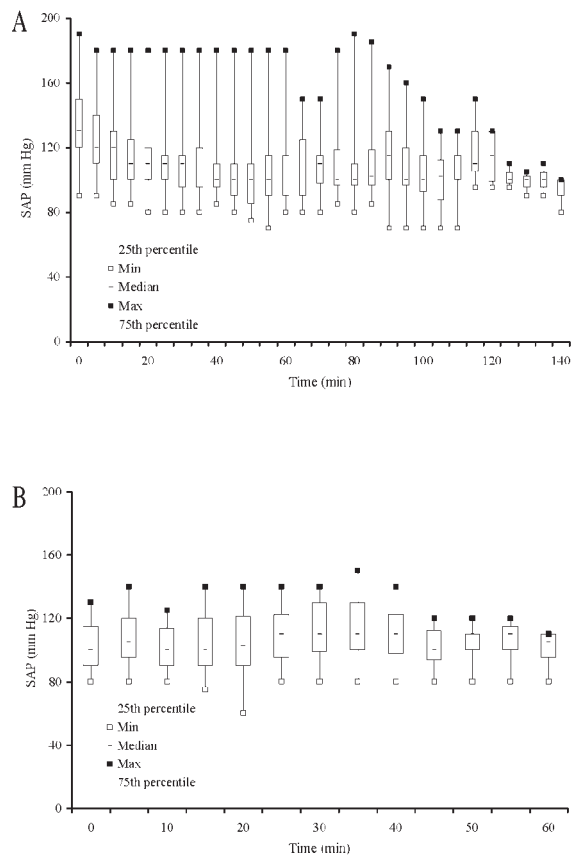 A
200
160
120
80
40
0
SAP (mm Hg)
25th percentile
Min
Median
Max
75th percentile
0 20 40 60 80 100 120 140
Time (min)
B
200
160
120
80
40
0
SAP (mm Hg)
25th percentile
Min
Median
Max
75th percentile
0 10 20 30 40 50 60
Time (min)